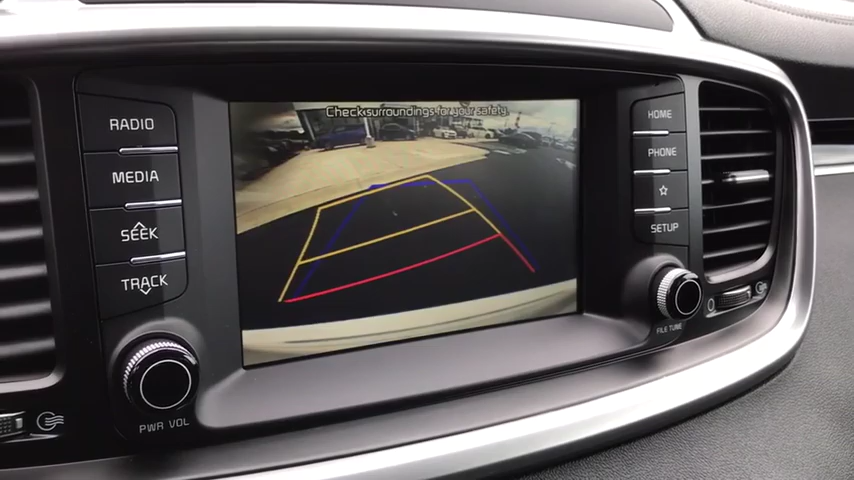 Check surroundings for your safety.
RADIO
MEDIA
SEEK
TRACK
PWR VOL
HOME
PHONE
SETUP
FILE TUNE